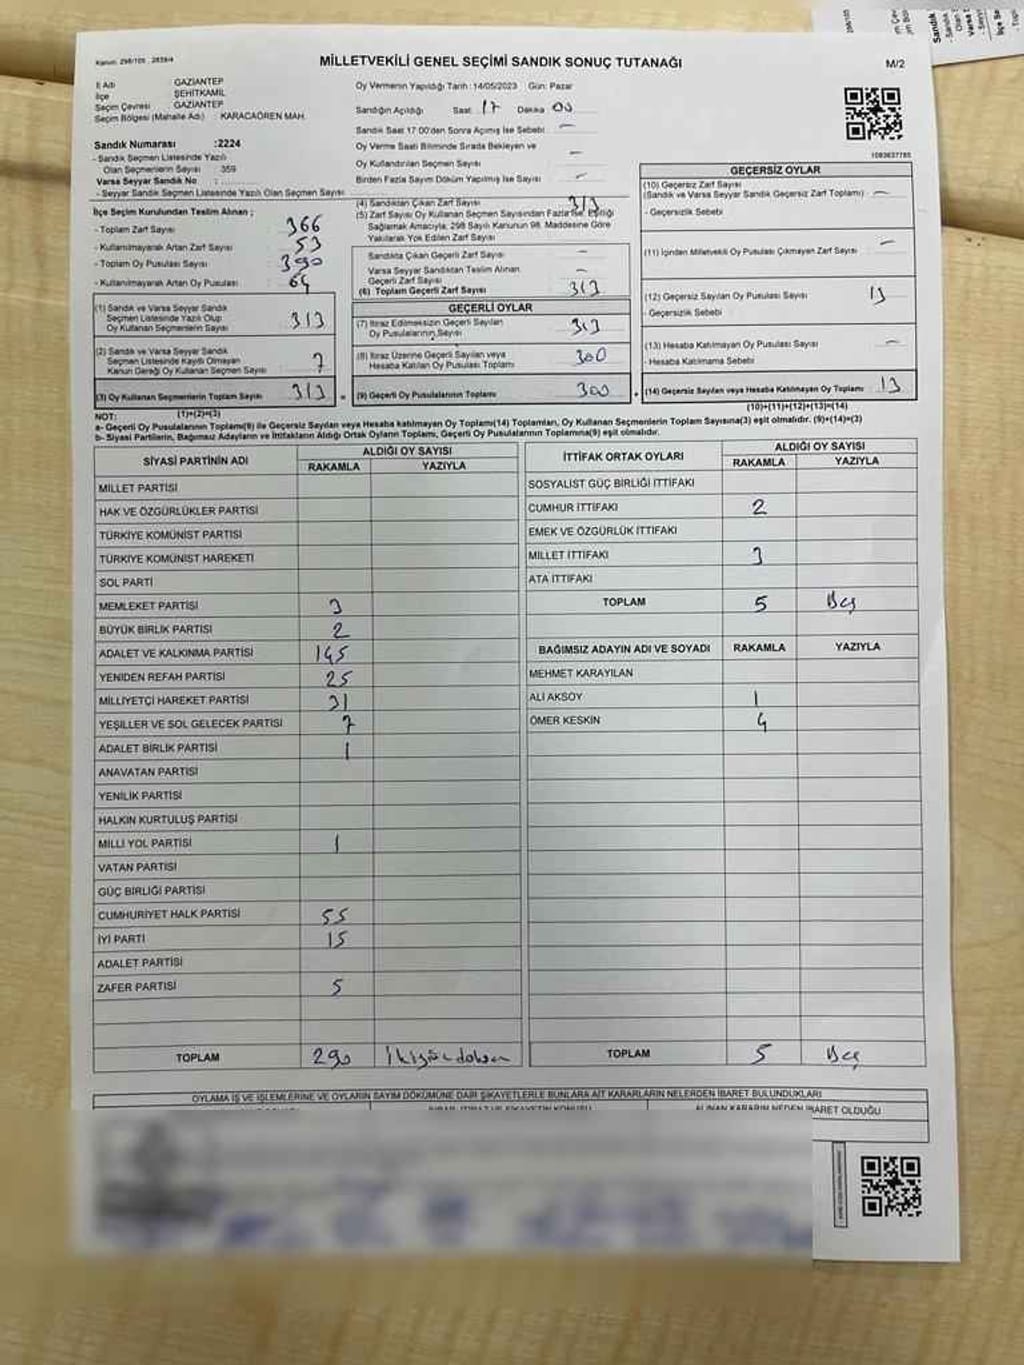 Kanun: 298/105 , 2839/4
MİLLETVEKİLİ GENEL SEÇİMİ SANDIK SONUÇ TUTANAĞI
M/2
İl Adı GAZİANTEP
İlçe ŞEHİTKAMİL
Seçim Çevresi GAZİANTEP
Seçim Bölgesi (Mahalle Adı) : KARACAÖREN MAH.
Sandık Numarası :2224
- Sandık Seçmen Listesinde Yazılı
Olan Seçmenlerin Sayısı 359
Varsa Seyyar Sandık No :
- Seyyar Sandık Seçmen Listesinde Yazılı Olan Seçmen Sayısı
Oy Vermenin Yapıldığı Tarih : 14/05/2023 Gün: Pazar
Sandığın Açıldığı Saat: 17 Dakika 00
Sandık Saat 17:00'dan Sonra Açılmış İse Sebebi : —
Oy Verme Saati Bitiminde Sırada Bekleyen ve
Oy Kullandırılan Seçmen Sayısı —
Birden Fazla Sayım Döküm Yapılmış İse Sayısı —
1083637785
İlçe Seçim Kurulundan Teslim Alınan ;
- Toplam Zarf Sayısı 366
- Kullanılmayarak Artan Zarf Sayısı 53
- Toplam Oy Pusulası Sayısı 390
- Kullanılmayarak Artan Oy Pusulası 64
(1) Sandık ve Varsa Seyyar Sandık
Seçmen Listesinde Yazılı Olup
Oy Kullanan Seçmenlerin Sayısı 313
(2) Sandık ve Varsa Seyyar Sandık
Seçmen Listesinde Kayıtlı Olmayan
Kanun Gereği Oy Kullanan Seçmen Sayısı 7
(3) Oy Kullanan Seçmenlerin Toplam Sayısı 313
(1)+(2)=(3)
(4) Sandıktan Çıkan Zarf Sayısı 313
(5) Zarf Sayısı Oy Kullanan Seçmen Sayısından Fazla İse, Eşitliği
Sağlamak Amacıyla, 298 Sayılı Kanunun 98. Maddesine Göre
Yakılarak Yok Edilen Zarf Sayısı
Sandıkta Çıkan Geçerli Zarf Sayısı —
Varsa Seyyar Sandıktan Teslim Alınan
Geçerli Zarf Sayısı —
(6) Toplam Geçerli Zarf Sayısı 313
GEÇERLİ OYLAR
(7) İtiraz Edilmeksizin Geçerli Sayılan
Oy Pusulalarının Sayısı 313
(8) İtiraz Üzerine Geçerli Sayılan veya
Hesaba Katılan Oy Pusulası Toplamı 300
(9) Geçerli Oy Pusulalarının Toplamı 300
GEÇERSİZ OYLAR
(10) Geçersiz Zarf Sayısı
(Sandık ve Varsa Seyyar Sandık Geçersiz Zarf Toplamı) —
- Geçersizlik Sebebi
(11) İçinden Milletvekili Oy Pusulası Çıkmayan Zarf Sayısı —
(12) Geçersiz Sayılan Oy Pusulası Sayısı 13
- Geçersizlik Sebebi
(13) Hesaba Katılmayan Oy Pusulası Sayısı —
- Hesaba Katılmama Sebebi
(14) Geçersiz Sayılan veya Hesaba Katılmayan Oy Toplamı 13
(10)+(11)+(12)+(13)=(14)
NOT:
a- Geçerli Oy Pusulalarının Toplamı(9) ile Geçersiz Sayılan veya Hesaba katılmayan Oy Toplamı(14) Toplamları, Oy Kullanan Seçmenlerin Toplam Sayısına(3) eşit olmalıdır. (9)+(14)=(3)
b- Siyasi Partilerin, Bağımsız Adayların ve İttifakların Aldığı Ortak Oyların Toplamı, Geçerli Oy Pusulalarının Toplamına(9) eşit olmalıdır.
SİYASİ PARTİNİN ADI ALDIĞI OY SAYISI
RAKAMLA YAZIYLA
MİLLET PARTİSİ
HAK VE ÖZGÜRLÜKLER PARTİSİ
TÜRKİYE KOMÜNİST PARTİSİ
TÜRKİYE KOMÜNİST HAREKETİ
SOL PARTİ
MEMLEKET PARTİSİ 3
BÜYÜK BİRLİK PARTİSİ 2
ADALET VE KALKINMA PARTİSİ 145
YENİDEN REFAH PARTİSİ 25
MİLLİYETÇİ HAREKET PARTİSİ 31
YEŞİLLER VE SOL GELECEK PARTİSİ 7
ADALET BİRLİK PARTİSİ 1
ANAVATAN PARTİSİ
YENİLİK PARTİSİ
HALKIN KURTULUŞ PARTİSİ
MİLLİ YOL PARTİSİ 1
VATAN PARTİSİ
GÜÇ BİRLİĞİ PARTİSİ
CUMHURİYET HALK PARTİSİ 55
İYİ PARTİ 15
ADALET PARTİSİ
ZAFER PARTİSİ 5
TOPLAM 290 İkiyüz doksan
İTTİFAK ORTAK OYLARI ALDIĞI OY SAYISI
RAKAMLA YAZIYLA
SOSYALİST GÜÇ BİRLİĞİ İTTİFAKI
CUMHUR İTTİFAKI 2
EMEK VE ÖZGÜRLÜK İTTİFAKI
MİLLET İTTİFAKI 3
ATA İTTİFAKI
TOPLAM 5 Beş
BAĞIMSIZ ADAYIN ADI VE SOYADI RAKAMLA YAZIYLA
MEHMET KARAYILAN
ALİ AKSOY 1
ÖMER KESKİN 4
TOPLAM 5 Beş
OYLAMA İŞ VE İŞLEMLERİNE VE OYLARIN SAYIM DÖKÜMÜNE DAİR ŞİKAYETLERLE BUNLARA AİT KARARLARIN NELERDEN İBARET BULUNDUKLARI
ALINAN KARARIN NEDEN İBARET OLDUĞU